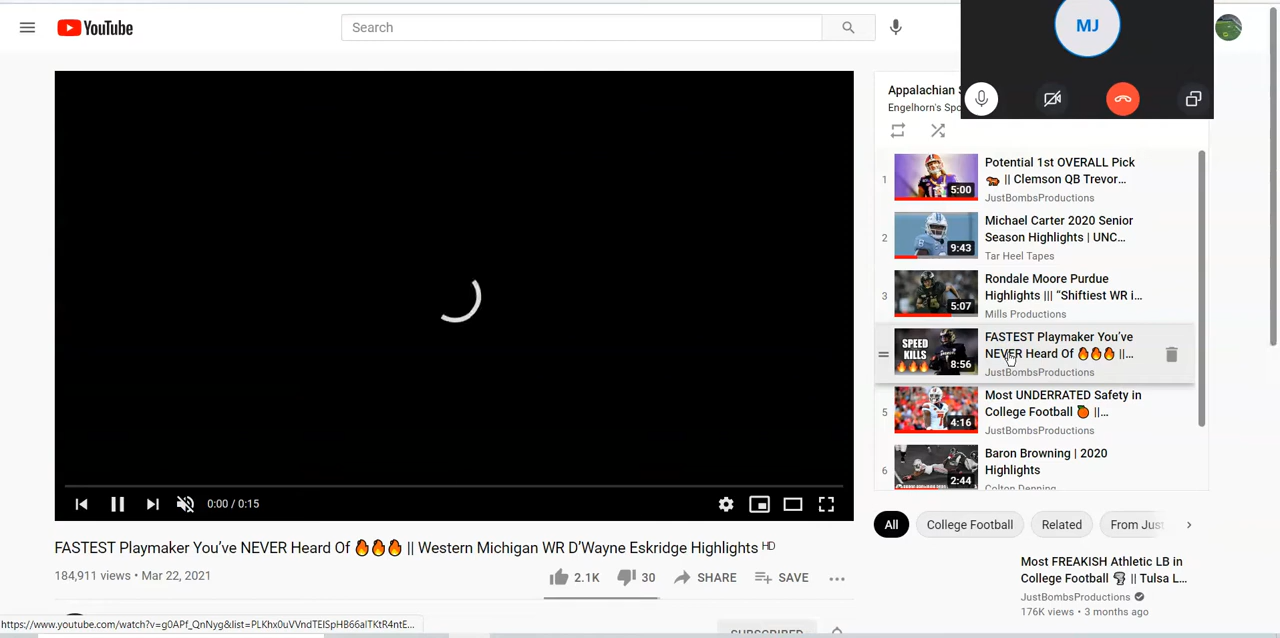 YouTube
Search
MJ
Appalachian S
Engelhorn's Spo
1
5:00
Potential 1st OVERALL Pick
🐅 || Clemson QB Trevor...
JustBombsProductions
2
9:43
Michael Carter 2020 Senior
Season Highlights | UNC...
Tar Heel Tapes
3
5:07
Rondale Moore Purdue
Highlights ||| “Shiftiest WR i...
Mills Productions
SPEED
KILLS
8:56
FASTEST Playmaker You’ve
NEVER Heard Of 🔥🔥🔥 ||...
JustBombsProductions
5
4:16
Most UNDERRATED Safety in
College Football 🍊 ||...
JustBombsProductions
6
2:44
Baron Browning | 2020
Highlights
Colton Denning
0:00 / 0:15
All
College Football
Related
From Just
FASTEST Playmaker You’ve NEVER Heard Of 🔥🔥🔥 || Western Michigan WR D’Wayne Eskridge Highlights HD
184,911 views • Mar 22, 2021
2.1K
30
SHARE
SAVE
Most FREAKISH Athletic LB in
College Football 🌪 || Tulsa L...
JustBombsProductions
176K views • 3 months ago
https://www.youtube.com/watch?v=g0APf_QnNyg&list=PLKhx0uVVndTEISpHB66alTKtR4ntE...
SUBSCRIBED